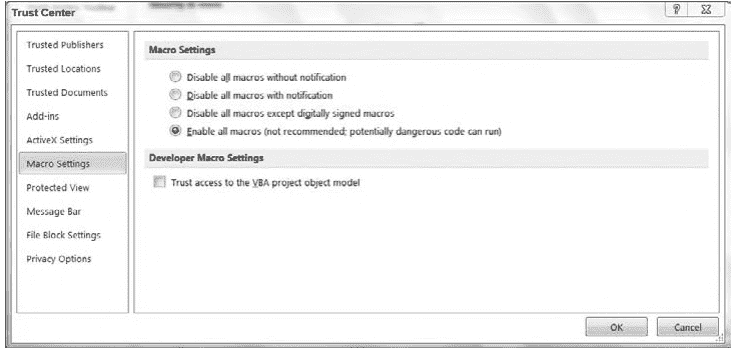 Trust Center
Trusted Publishers
Trusted Locations
Trusted Documents
Add-ins
ActiveX Settings
Macro Settings
Protected View
Message Bar
File Block Settings
Privacy Options
Macro Settings
Disable all macros without notification
Disable all macros with notification
Disable all macros except digitally signed macros
Enable all macros (not recommended; potentially dangerous code can run)
Developer Macro Settings
Trust access to the VBA project object model
OK
Cancel